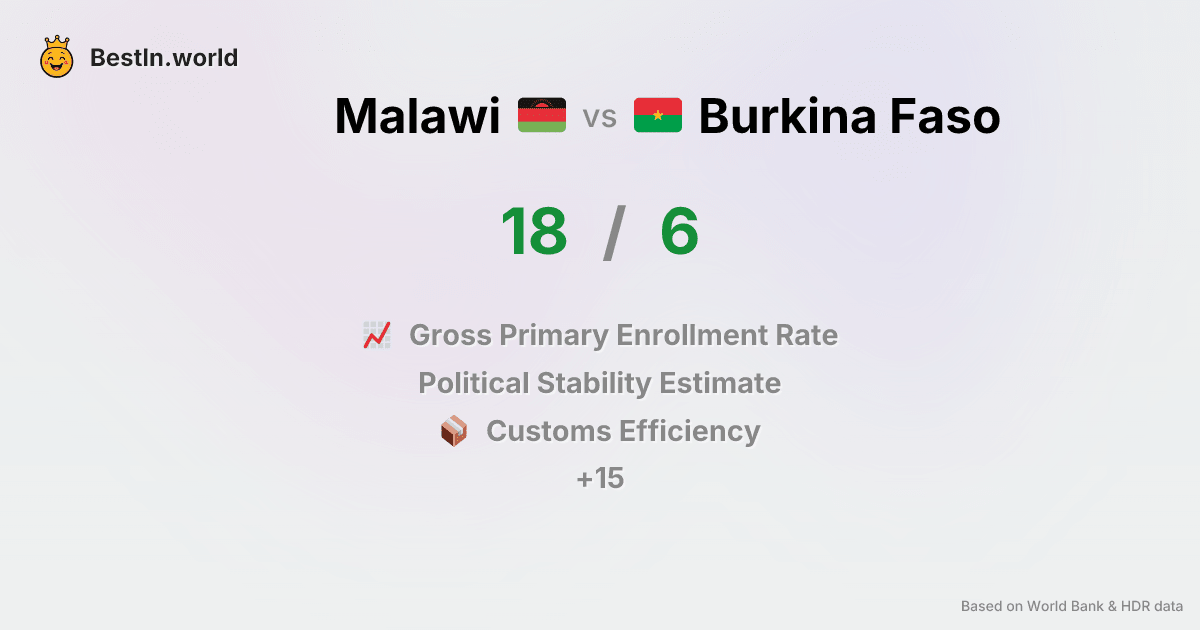 BestIn.world
Malawi vs Burkina Faso
18 / 6
Gross Primary Enrollment Rate
Political Stability Estimate
Customs Efficiency
+15
Based on World Bank & HDR data